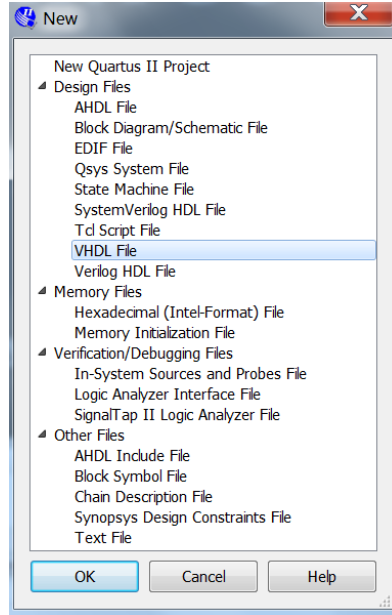 New
New Quartus II Project
Design Files
AHDL File
Block Diagram/Schematic File
EDIF File
Qsys System File
State Machine File
SystemVerilog HDL File
Tcl Script File
VHDL File
Verilog HDL File
Memory Files
Hexadecimal (Intel-Format) File
Memory Initialization File
Verification/Debugging Files
In-System Sources and Probes File
Logic Analyzer Interface File
SignalTap II Logic Analyzer File
Other Files
AHDL Include File
Block Symbol File
Chain Description File
Synopsys Design Constraints File
Text File
OK Cancel Help